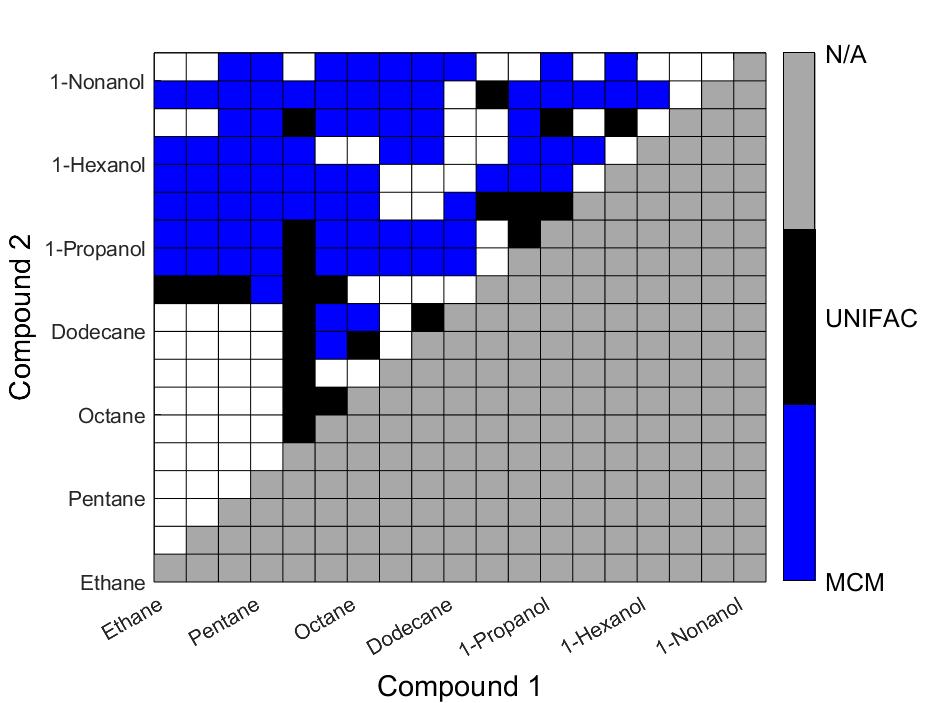 N/A
1-Nonanol
1-Hexanol
1-Propanol
UNIFAC
Dodecane
Octane
Pentane
Ethane
MCM
Compound 2
Ethane
Pentane
Octane
Dodecane
1-Propanol
1-Hexanol
1-Nonanol
Compound 1